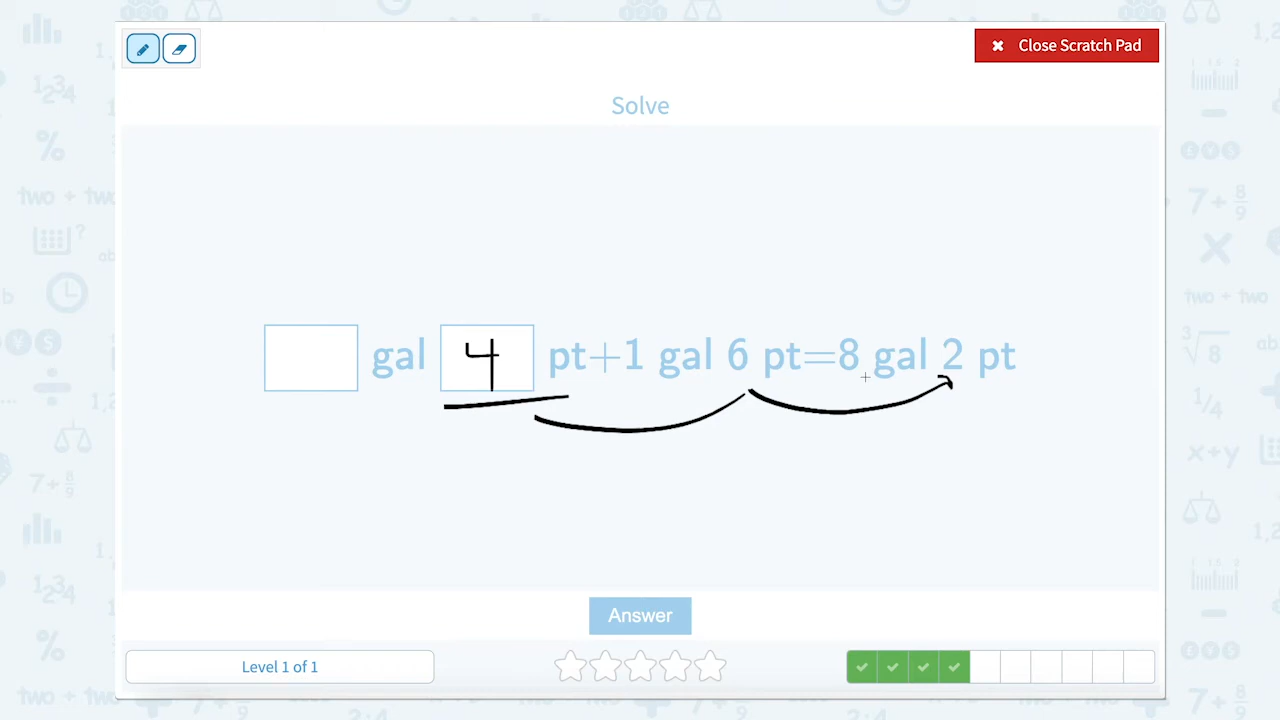 ✖ Close Scratch Pad
Solve
gal 4 pt+1 gal 6 pt=8 gal 2 pt
Answer
Level 1 of 1